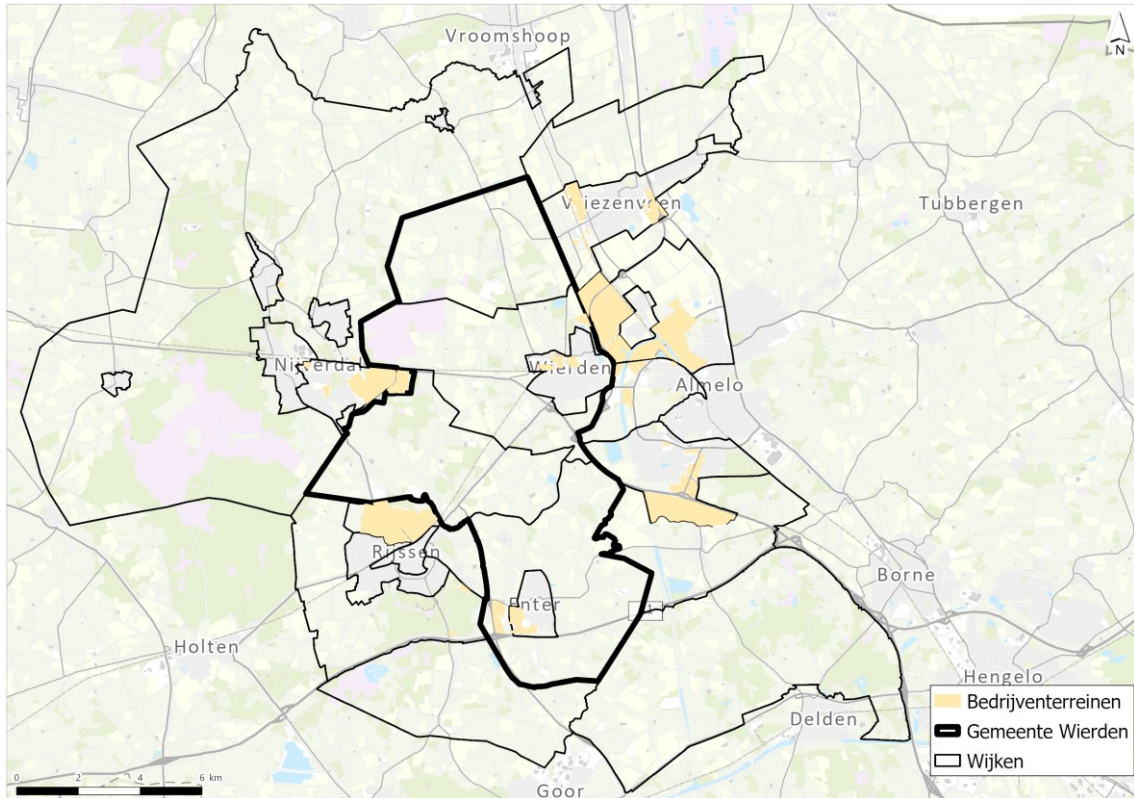 Vroomshoop
N
Vriezenveen
Tubbergen
Nijverdal
Wierden
Almelo
Rijssen
Borne
Enter
Holten
Hengelo
Delden
Goor
Bedrijventerreinen
Gemeente Wierden
Wijken
0 2 4 6 km